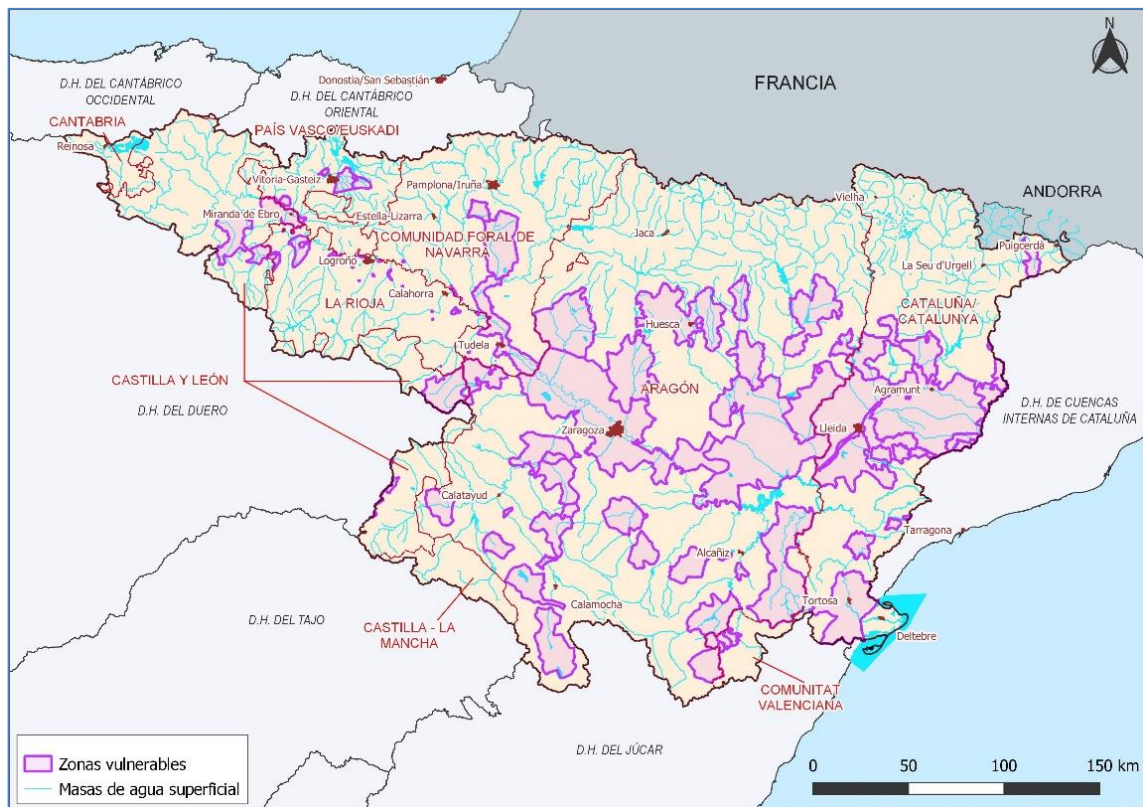 N
FRANCIA
D.H. DEL CANTÁBRICO
OCCIDENTAL
Donostia/San Sebastián
D.H. DEL CANTÁBRICO
ORIENTAL
CANTABRIA
PAÍS VASCO/EUSKADI
Reinosa
Vitoria-Gasteiz
Pamplona/Iruña
ANDORRA
Vielha
Miranda de Ebro
Estella-Lizarra
COMUNIDAD FORAL DE
NAVARRA
Jaca
Puigcerdà
La Seu d'Urgell
Logroño
LA RIOJA
Calahorra
CATALUÑA/
CATALUNYA
Huesca
Tudela
CASTILLA Y LEÓN
ARAGÓN
Agramunt
D.H. DEL DUERO
D.H. DE CUENCAS
INTERNAS DE CATALUÑA
Zaragoza
Lleida
Calatayud
Tarragona
Alcañiz
Calamocha
Tortosa
D.H. DEL TAJO
CASTILLA - LA
MANCHA
Deltebre
COMUNITAT
VALENCIANA
D.H. DEL JÚCAR
Zonas vulnerables
Masas de agua superficial
0 50 100 150 km